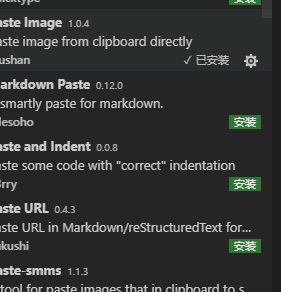 aste Image 1.0.4
aste image from clipboard directly
ushan ✓ 已安装
arkdown Paste 0.12.0
smartly paste for markdown.
lesoho 安装
aste and Indent 0.0.8
aste some code with "correct" indentation
rry 安装
aste URL 0.4.3
aste URL in Markdown/reStructuredText for...
ukushi 安装
aste-smms 1.1.3
tool for paste images that in clipboard to s